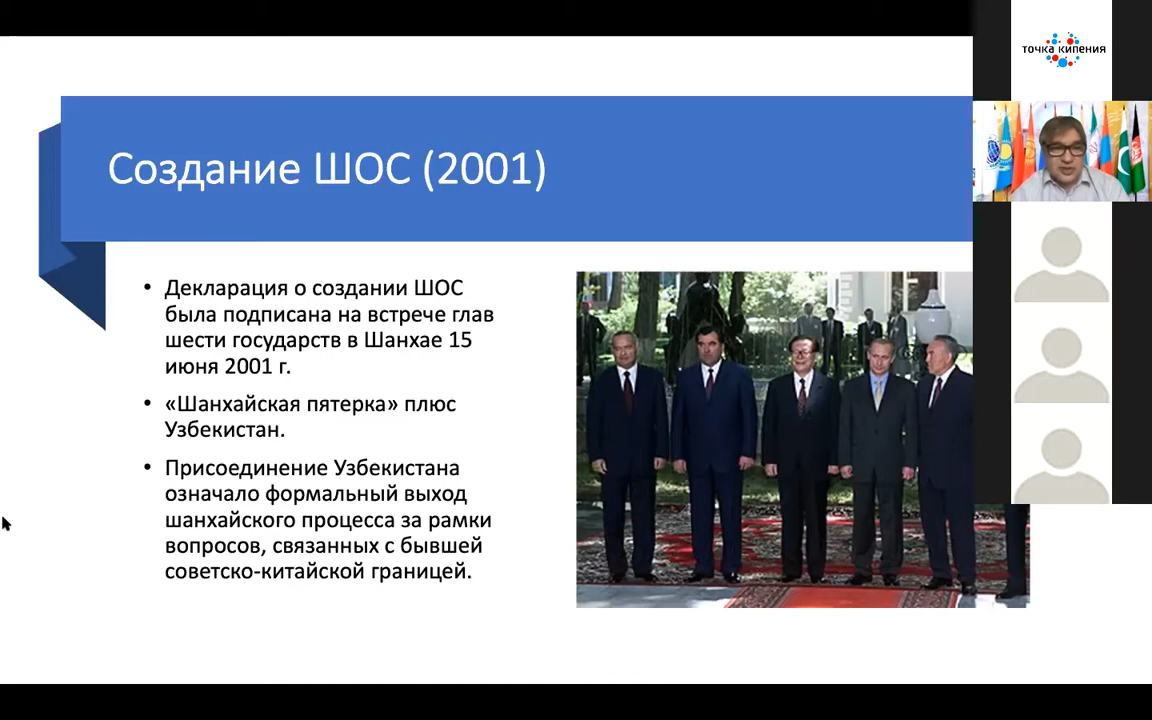 точка кипения
Создание ШОС (2001)
• Декларация о создании ШОС
была подписана на встрече глав
шести государств в Шанхае 15
июня 2001 г.
• «Шанхайская пятерка» плюс
Узбекистан.
• Присоединение Узбекистана
означало формальный выход
шанхайского процесса за рамки
вопросов, связанных с бывшей
советско-китайской границей.